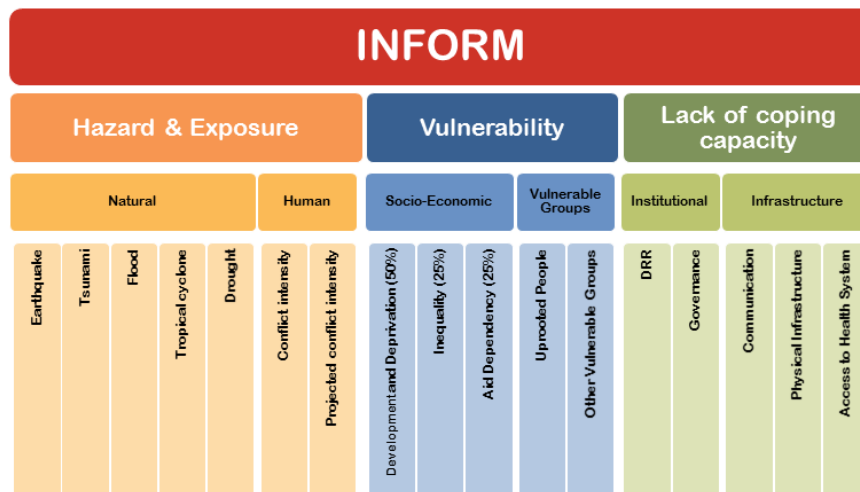 INFORM
Hazard & Exposure
Vulnerability
Lack of coping
capacity
Natural
Human
Socio-Economic
Vulnerable
Groups
Institutional
Infrastructure
Earthquake
Tsunami
Flood
Tropical cyclone
Drought
Conflict intensity
Projected conflict intensity
Development and Deprivation (50%)
Inequality (25%)
Aid Dependency (25%)
Uprooted People
Other Vulnerable Groups
DRR
Governance
Communication
Physical Infrastructure
Access to Health System